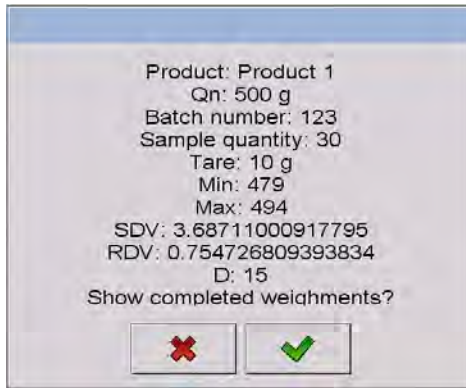 Product: Product 1
Qn: 500 g
Batch number: 123
Sample quantity: 30
Tare: 10 g
Min: 479
Max: 494
SDV: 3.68711000917795
RDV: 0.754726809393834
D: 15
Show completed weighments?